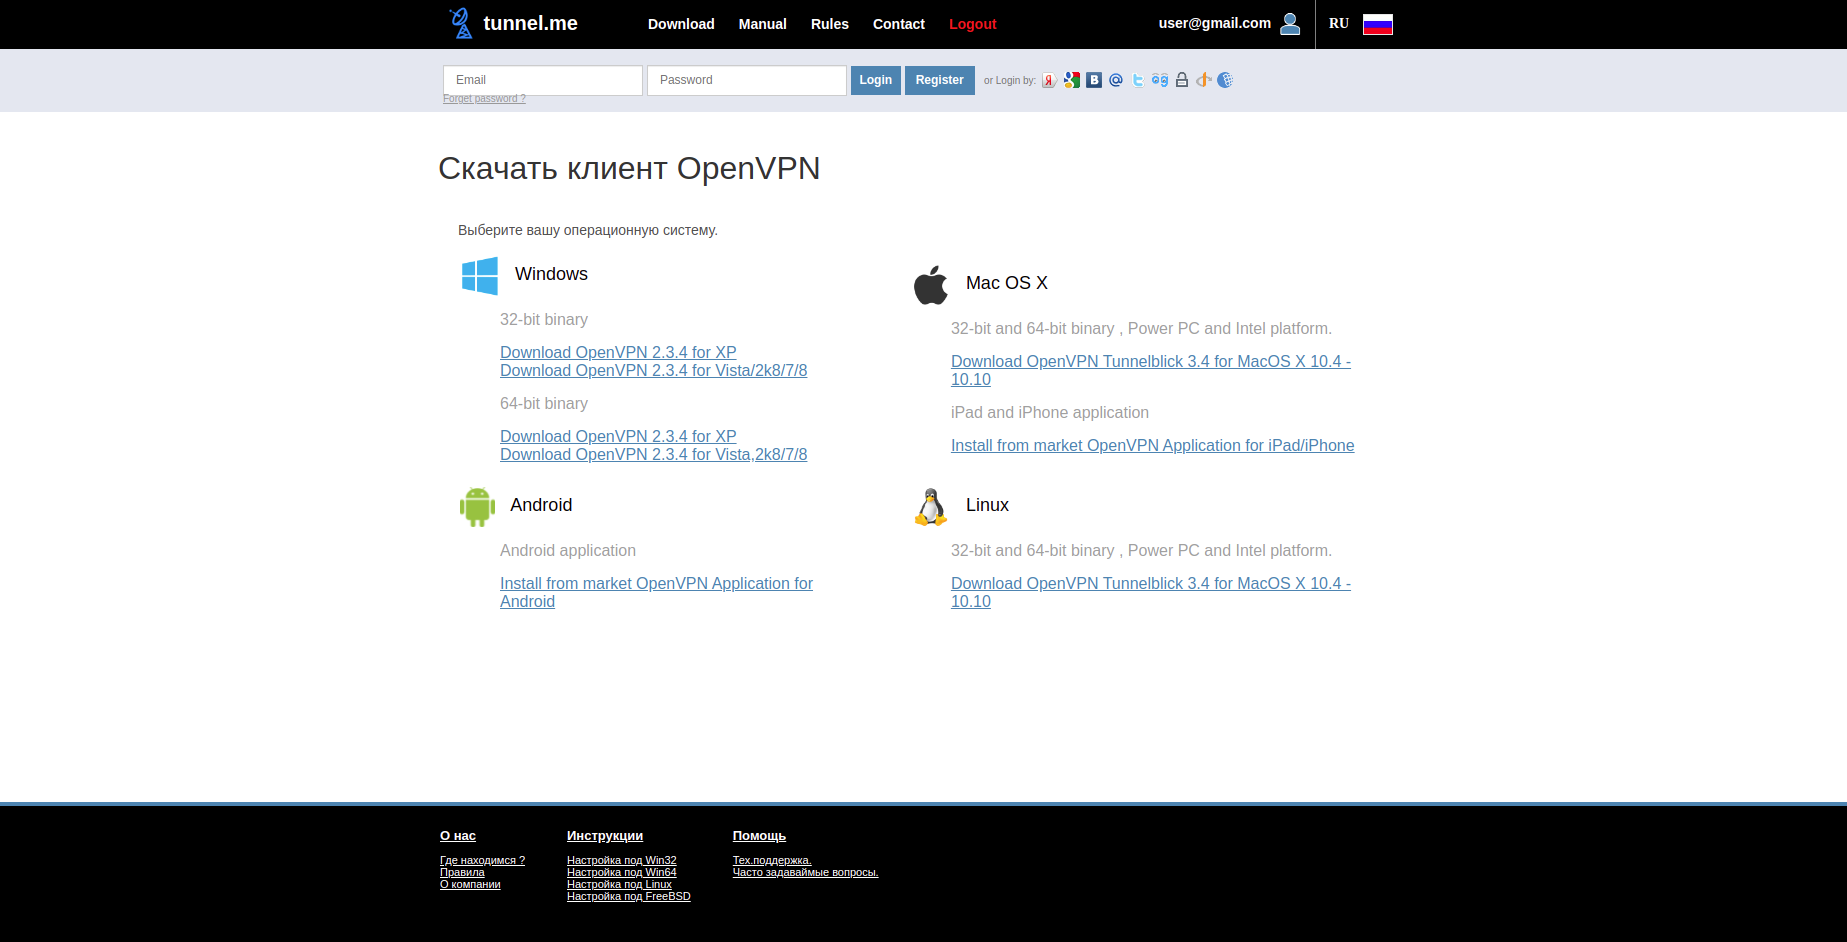 tunnel.me
Download Manual Rules Contact Logout
user@gmail.com
RU
Email
Password
Login
Register
or Login by:
Forget password ?
Скачать клиент OpenVPN
Выберите вашу операционную систему.
Windows
32-bit binary
Download OpenVPN 2.3.4 for XP
Download OpenVPN 2.3.4 for Vista/2k8/7/8
64-bit binary
Download OpenVPN 2.3.4 for XP
Download OpenVPN 2.3.4 for Vista,2k8/7/8
Mac OS X
32-bit and 64-bit binary , Power PC and Intel platform.
Download OpenVPN Tunnelblick 3.4 for MacOS X 10.4 -
10.10
iPad and iPhone application
Install from market OpenVPN Application for iPad/iPhone
Android
Android application
Install from market OpenVPN Application for
Android
Linux
32-bit and 64-bit binary , Power PC and Intel platform.
Download OpenVPN Tunnelblick 3.4 for MacOS X 10.4 -
10.10
О нас
Где находимся ?
Правила
О компании
Инструкции
Настройка под Win32
Настройка под Win64
Настройка под Linux
Настройка под FreeBSD
Помощь
Тех.поддержка.
Часто задаваймые вопросы.